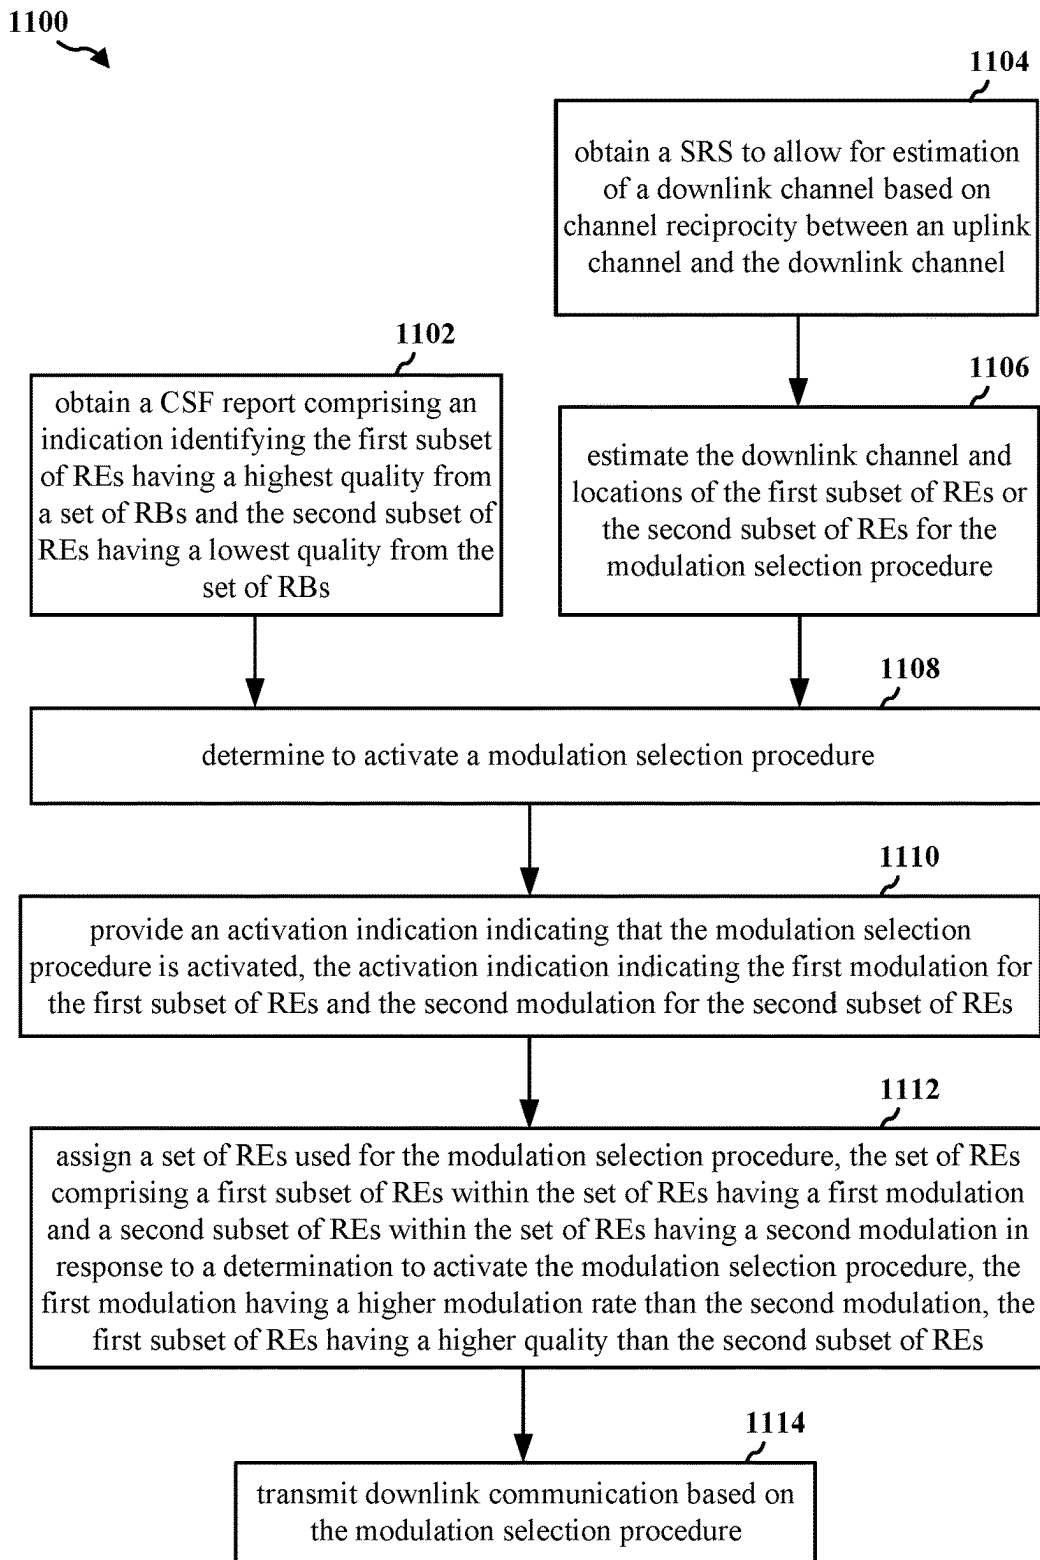 1100
1104
obtain a SRS to allow for estimation
of a downlink channel based on
channel reciprocity between an uplink
channel and the downlink channel
1102
obtain a CSF report comprising an
indication identifying the first subset
of REs having a highest quality from
a set of RBs and the second subset of
REs having a lowest quality from the
set of RBs
1106
estimate the downlink channel and
locations of the first subset of REs or
the second subset of REs for the
modulation selection procedure
1108
determine to activate a modulation selection procedure
1110
provide an activation indication indicating that the modulation selection
procedure is activated, the activation indication indicating the first modulation for
the first subset of REs and the second modulation for the second subset of REs
1112
assign a set of REs used for the modulation selection procedure, the set of REs
comprising a first subset of REs within the set of REs having a first modulation
and a second subset of REs within the set of REs having a second modulation in
response to a determination to activate the modulation selection procedure, the
first modulation having a higher modulation rate than the second modulation, the
first subset of REs having a higher quality than the second subset of REs
1114
transmit downlink communication based on
the modulation selection procedure